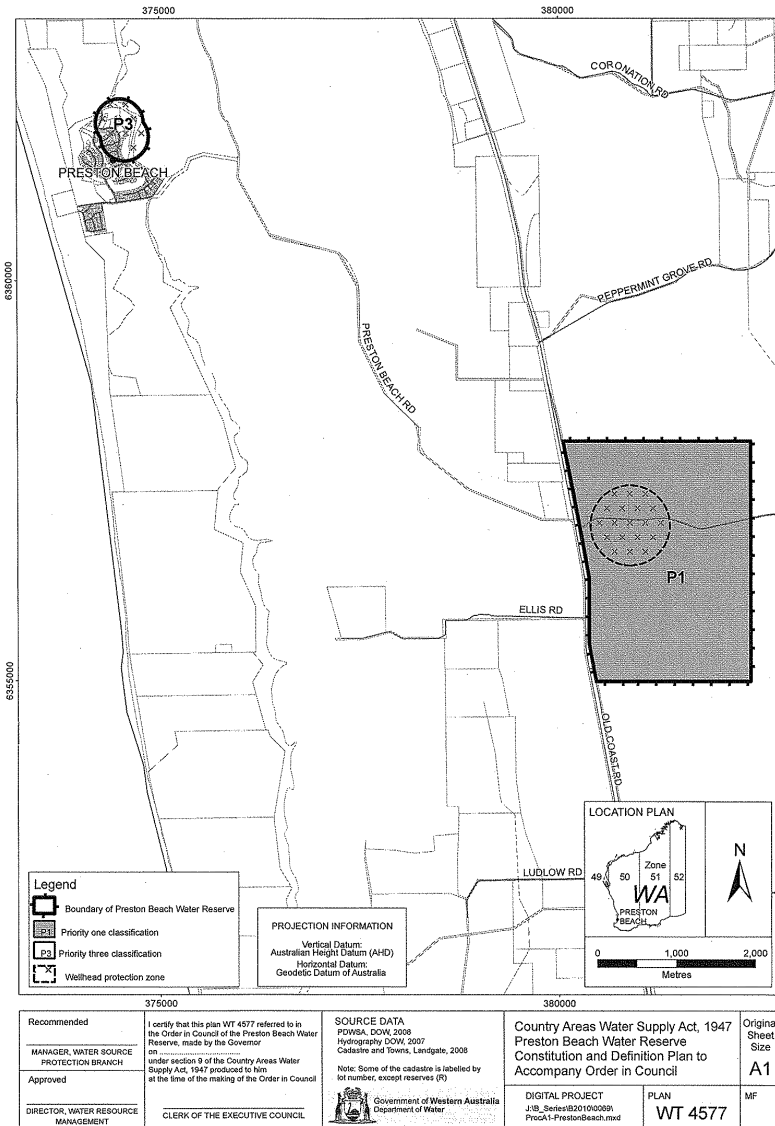 375000
380000
CORONATION RD
P3
PRESTON BEACH
6360000
PEPPERMINT GROVE RD
PRESTON BEACH RD
P1
ELLIS RD
6355000
OLD COAST RD
LUDLOW RD
LOCATION PLAN
Zone
49 50 51 52
WA
PRESTON
BEACH
N
0 1,000 2,000
Metres
Legend
Boundary of Preston Beach Water Reserve
P1 Priority one classification
P3 Priority three classification
X Wellhead protection zone
PROJECTION INFORMATION
Vertical Datum:
Australian Height Datum (AHD)
Horizontal Datum:
Geodetic Datum of Australia
375000
380000
Recommended
MANAGER, WATER SOURCE
PROTECTION BRANCH
Approved
DIRECTOR, WATER RESOURCE
MANAGEMENT
I certify that this plan WT 4577 referred to in
the Order in Council of the Preston Beach Water
Reserve, made by the Governor
on ..............................
under section 9 of the Country Areas Water
Supply Act, 1947 produced to him
at the time of the making of the Order in Council
CLERK OF THE EXECUTIVE COUNCIL
SOURCE DATA
PDWSA, DOW, 2008
Hydrography DOW, 2007
Cadastre and Towns, Landgate, 2008
Note: Some of the cadastre is labelled by
lot number, except reserves (R)
Government of Western Australia
Department of Water
Country Areas Water Supply Act, 1947
Preston Beach Water Reserve
Constitution and Definition Plan to
Accompany Order in Council
Original
Sheet
Size
A1
DIGITAL PROJECT
PLAN
WT 4577
MF